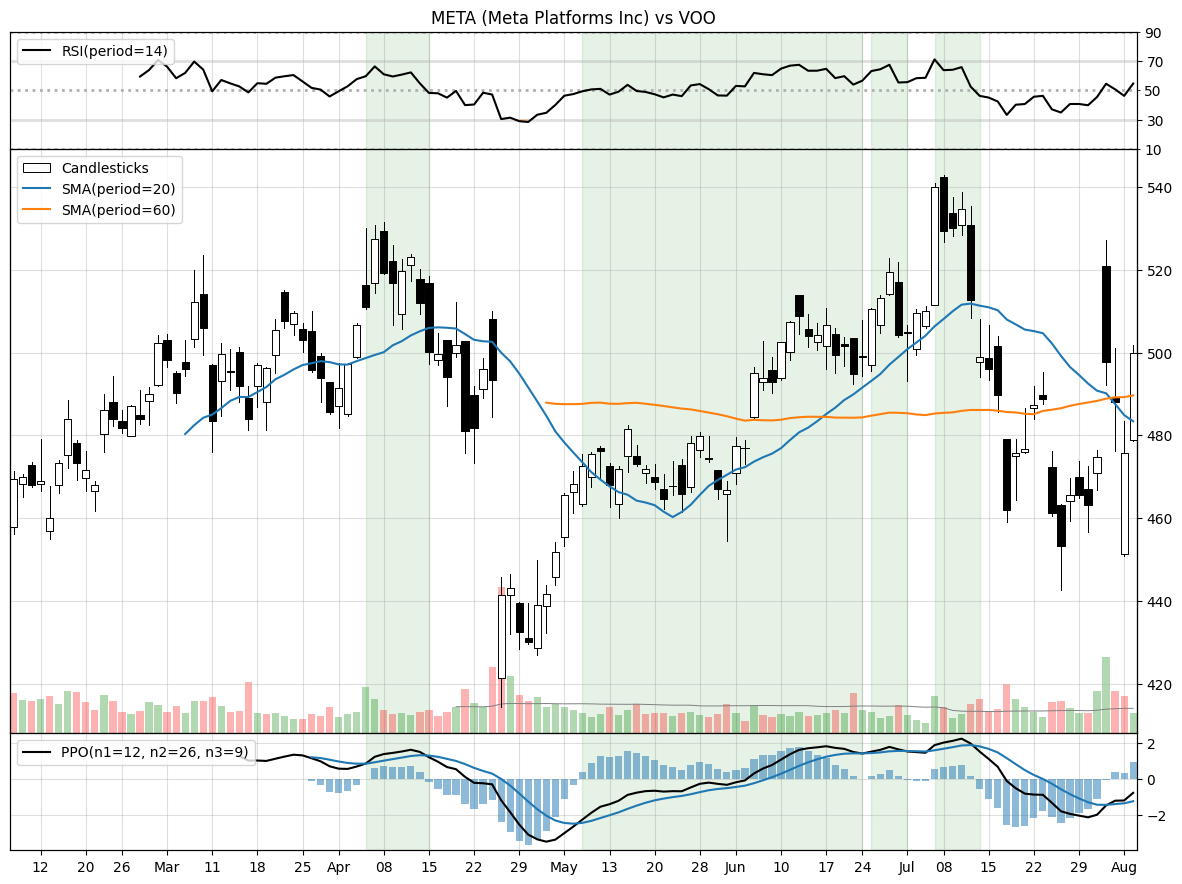 META (Meta Platforms Inc) vs VOO
RSI(period=14)
90
70
50
30
10
Candlesticks
SMA(period=20)
SMA(period=60)
540
520
500
480
460
440
420
PPO(n1=12, n2=26, n3=9)
2
0
−2
12 20 26 Mar 11 18 25 Apr 08 15 22 29 May 13 20 28 Jun 10 17 24 Jul 08 15 22 29 Aug